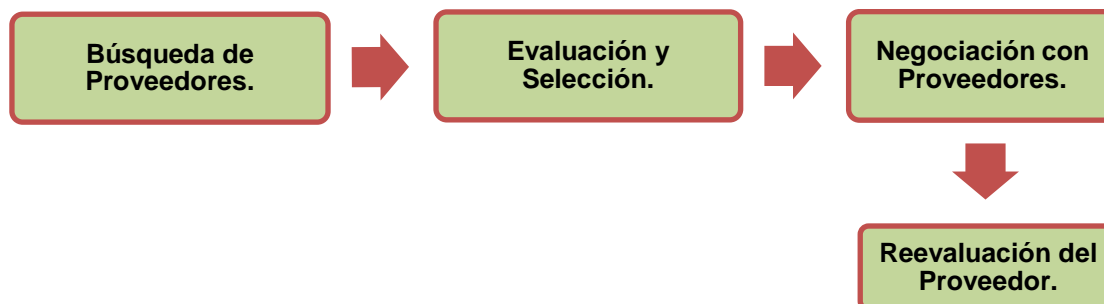 Búsqueda de
Proveedores.
Evaluación y
Selección.
Negociación con
Proveedores.
Reevaluación del
Proveedor.